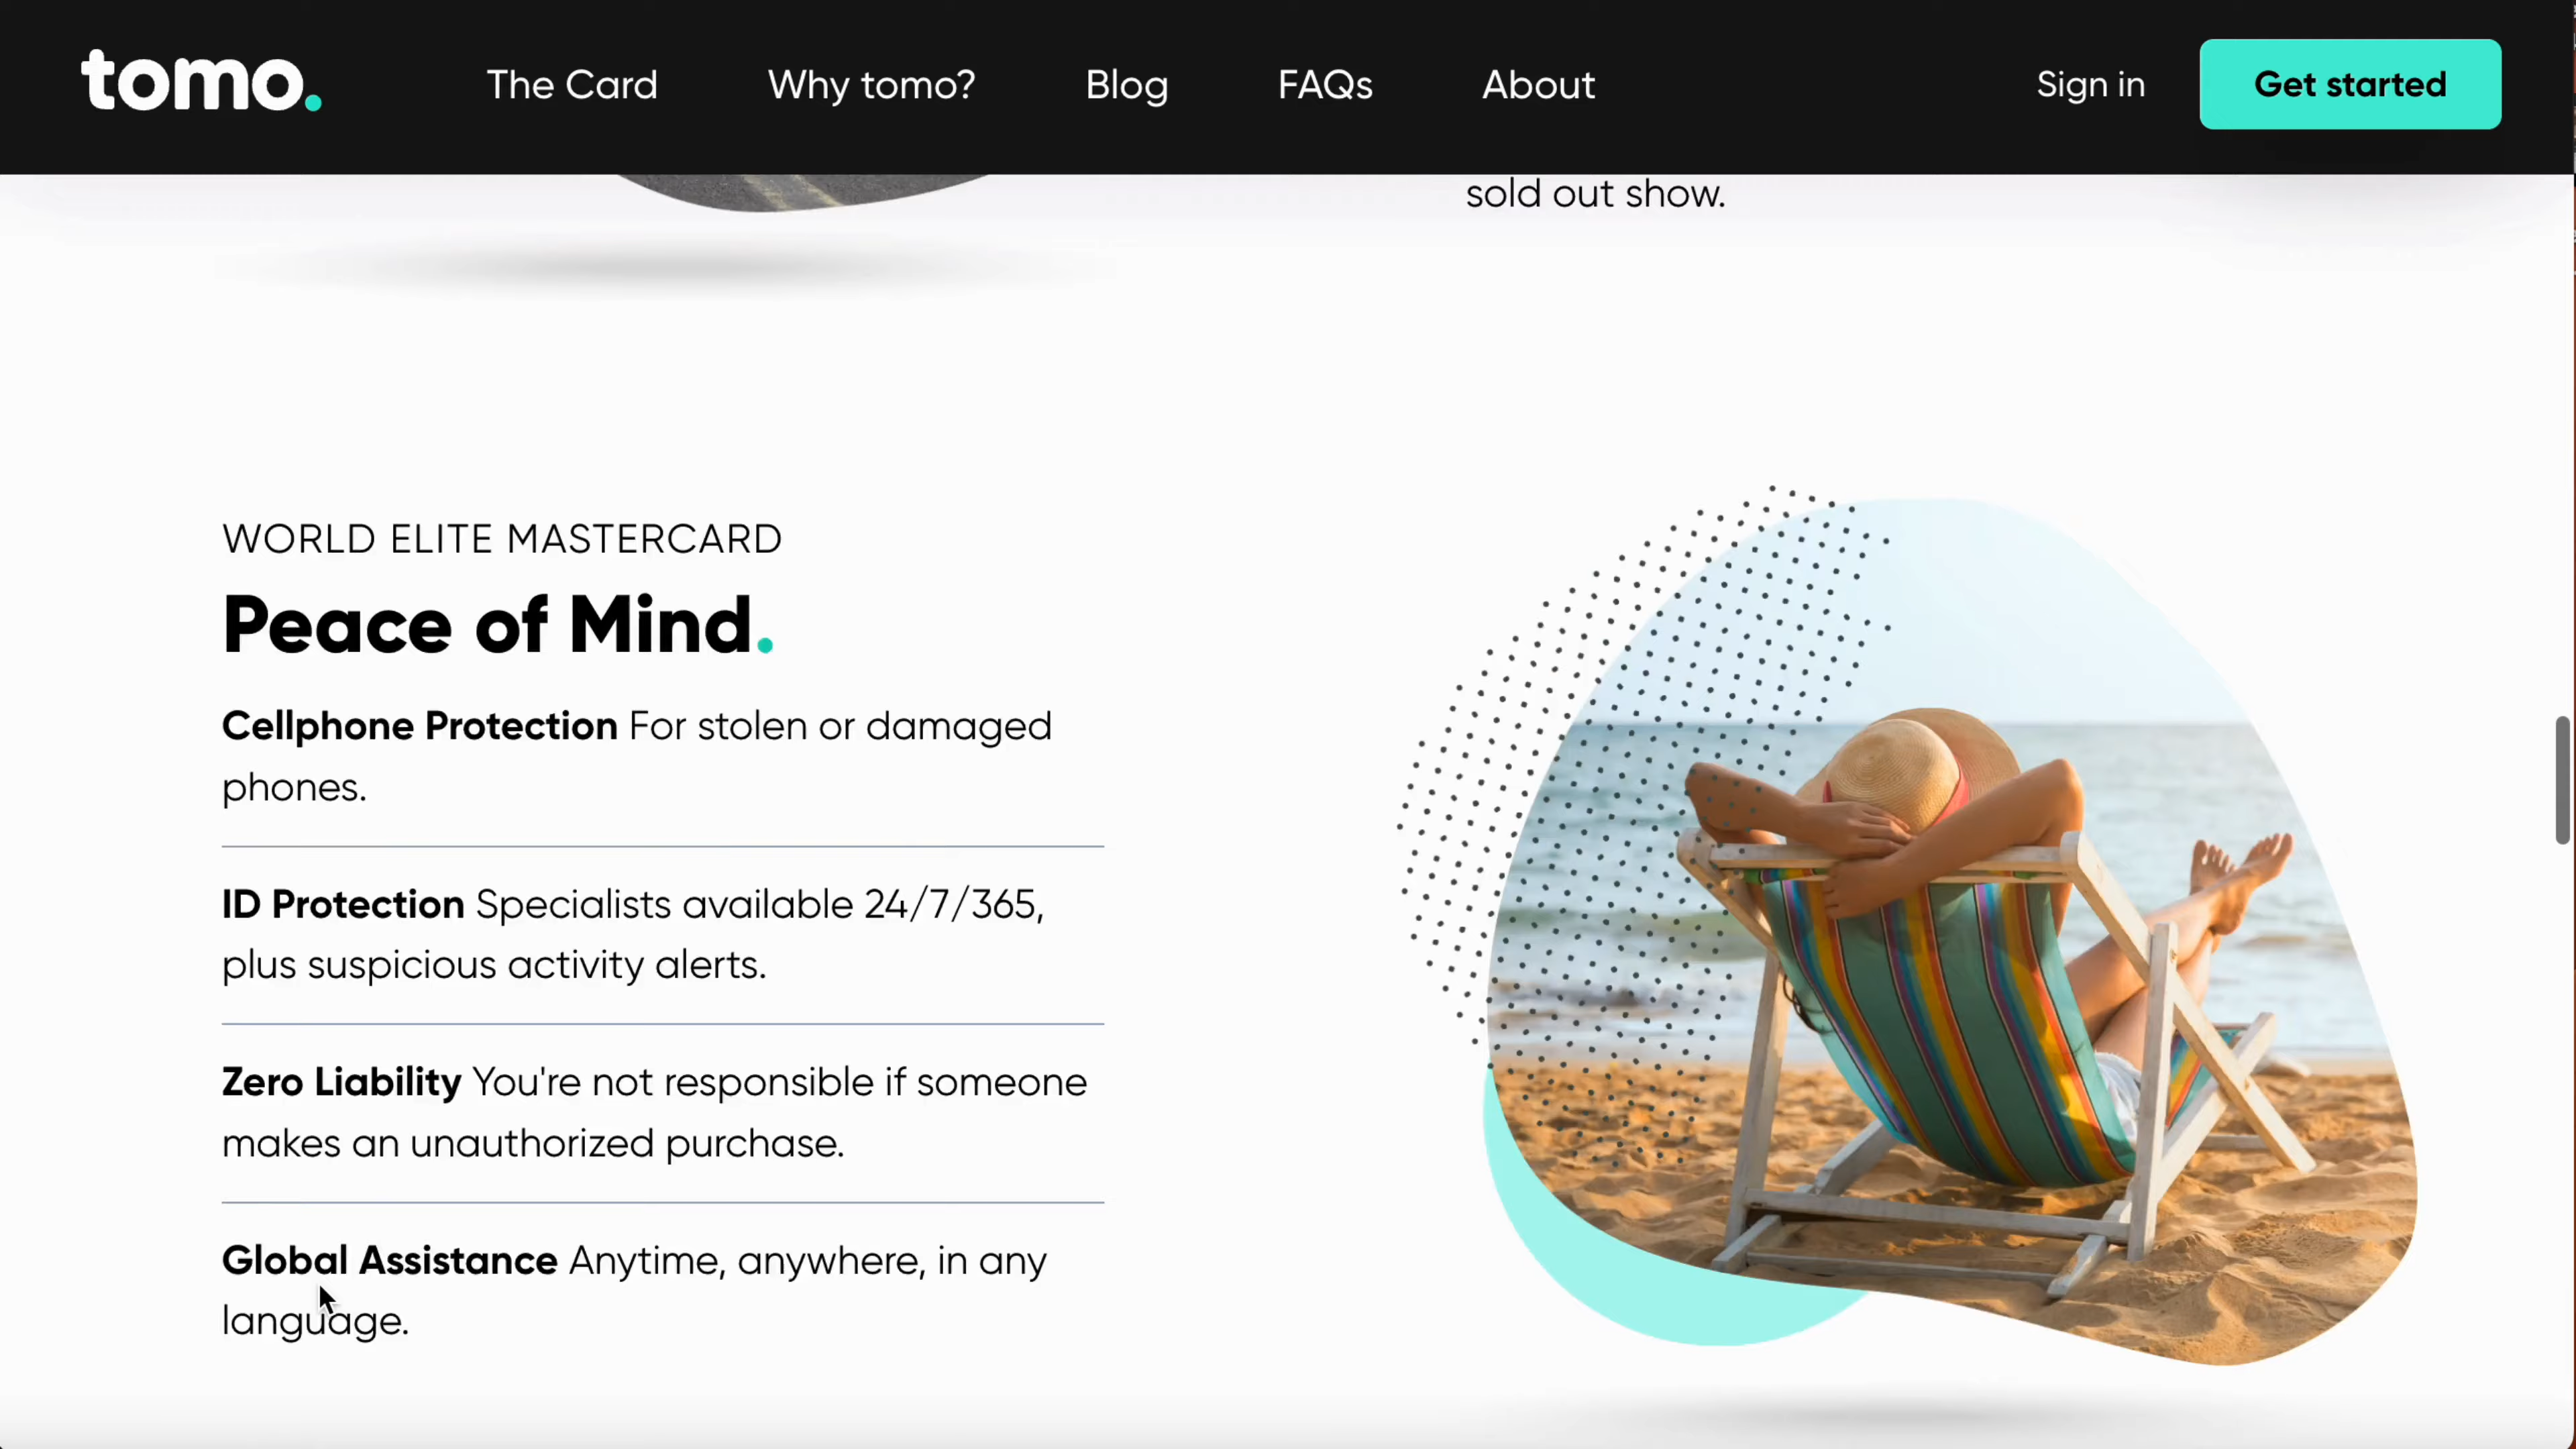 tomo.
The Card
Why tomo?
Blog
FAQs
About
Sign in
Get started
sold out show.
WORLD ELITE MASTERCARD
Peace of Mind.
Cellphone Protection For stolen or damaged
phones.
ID Protection Specialists available 24/7/365,
plus suspicious activity alerts.
Zero Liability You're not responsible if someone
makes an unauthorized purchase.
Global Assistance Anytime, anywhere, in any
language.